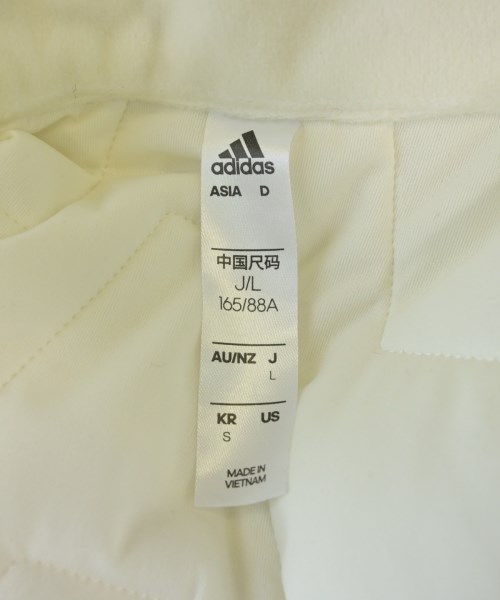 adidas
ASIA D
中国尺码
J/L
165/88A
AU/NZ J
L
KR US
S
MADE IN
VIETNAM